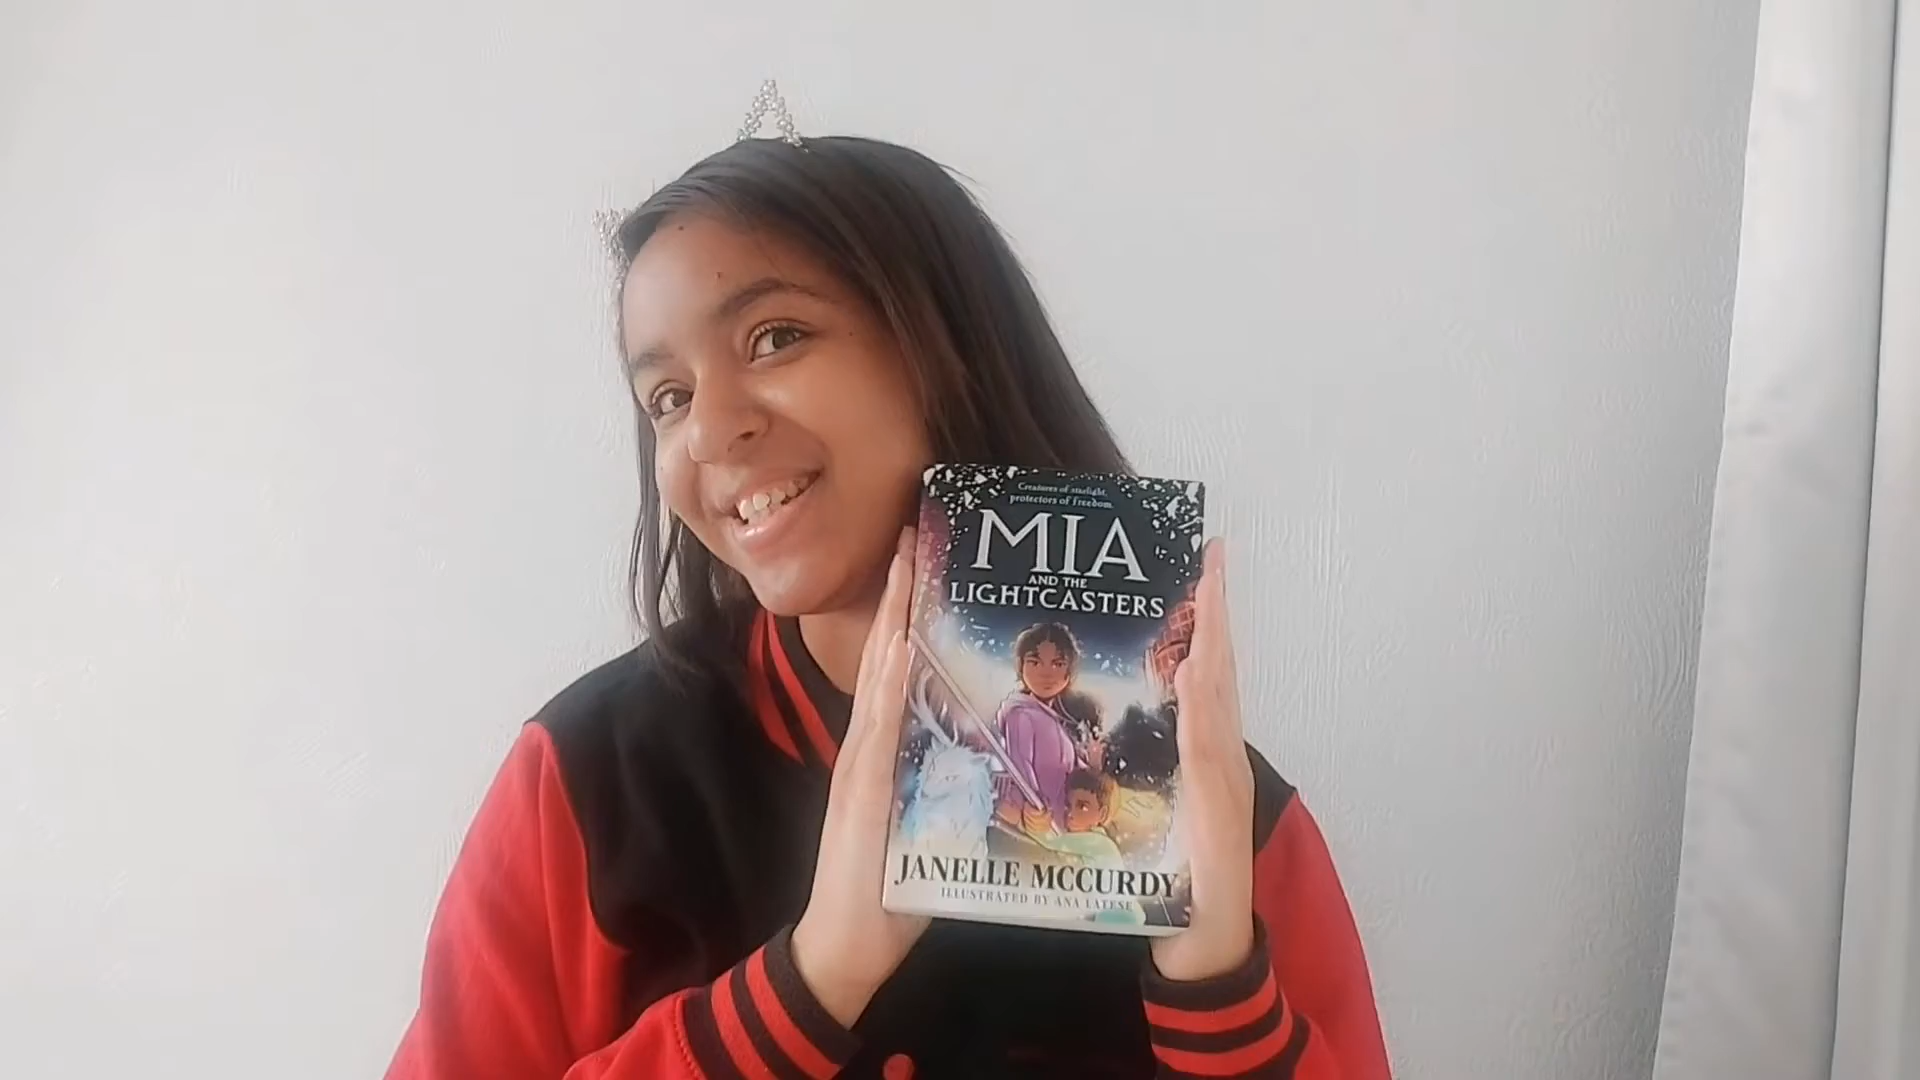 Creatures of starlight,
protectors of freedom.
MIA
AND THE
LIGHTCASTERS
JANELLE MCCURDY
ILLUSTRATED BY ANA LATESE